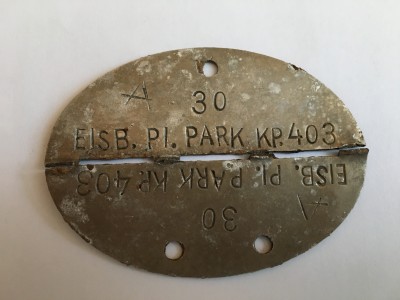 A 30
EISB. PI. PARK KP. 403
EISB. PI. PARK KP. 403
A 30